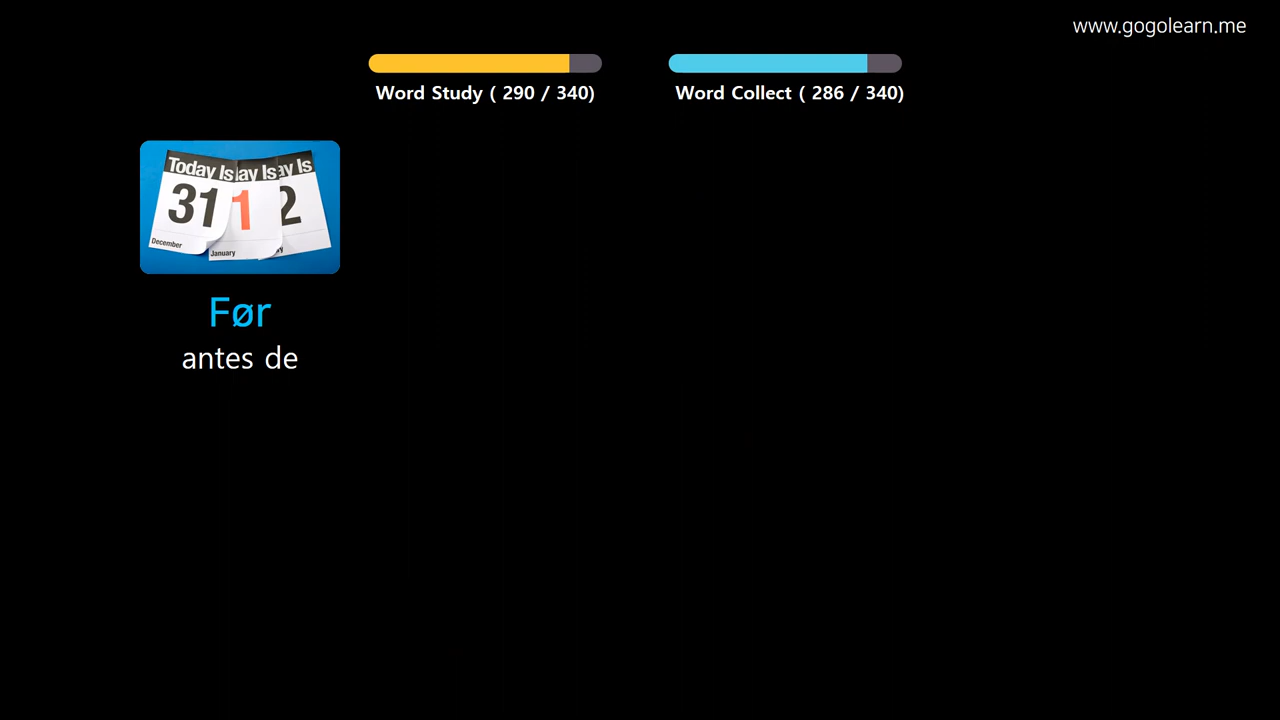 www.gogolearn.me
Word Study ( 290 / 340)
Word Collect ( 286 / 340)
Today Is
ay Is
ay Is
31
1
2
December
January
Før
antes de